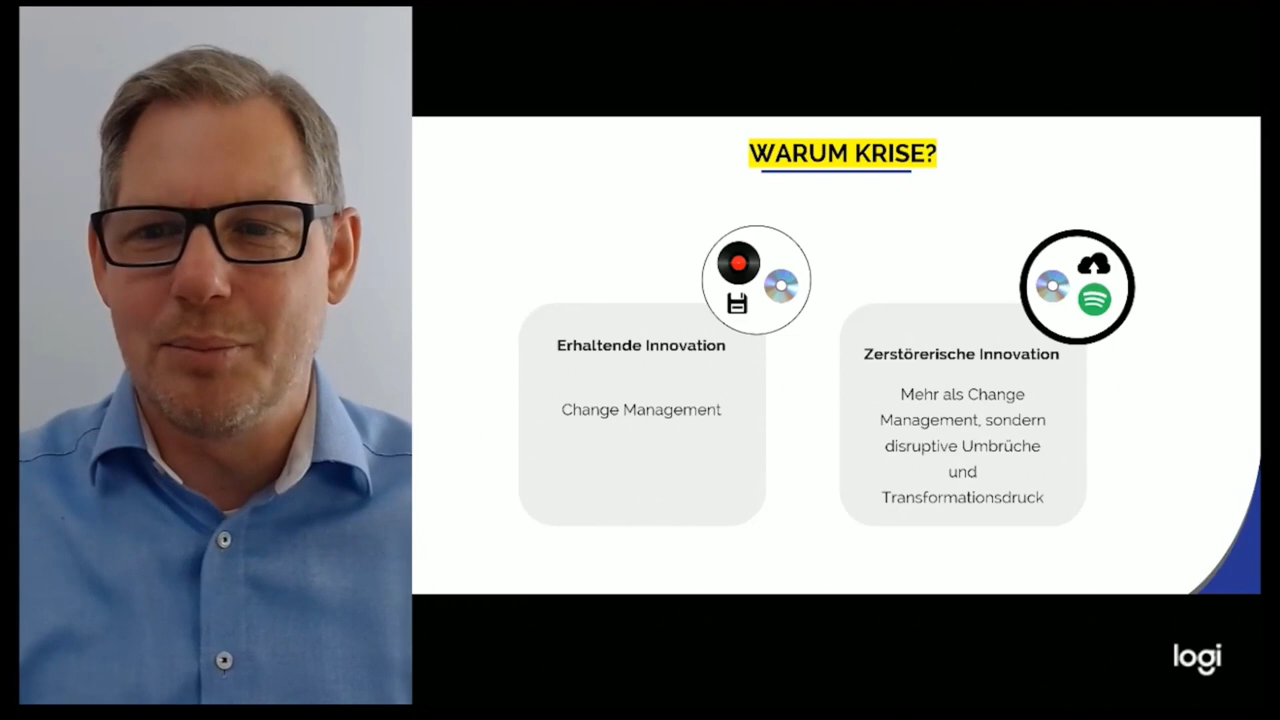 WARUM KRISE?
Erhaltende Innovation
Change Management
Zerstörerische Innovation
Mehr als Change
Management, sondern
disruptive Umbrüche
und
Transformationsdruck
logi